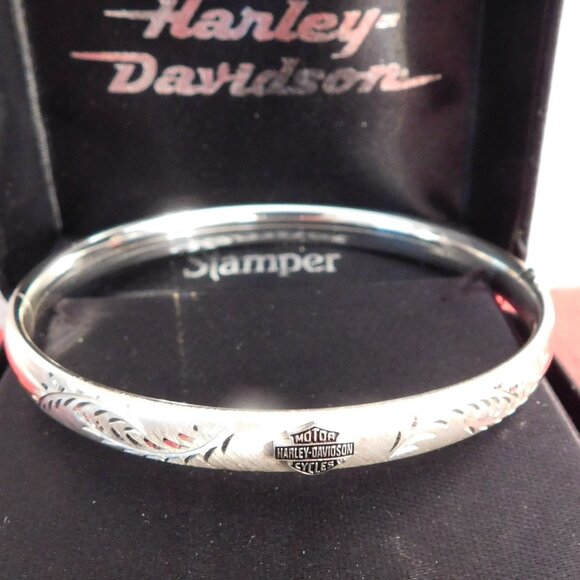 Harley-
Davidson
Stamper
MOTOR
HARLEY-DAVIDSON
CYCLES